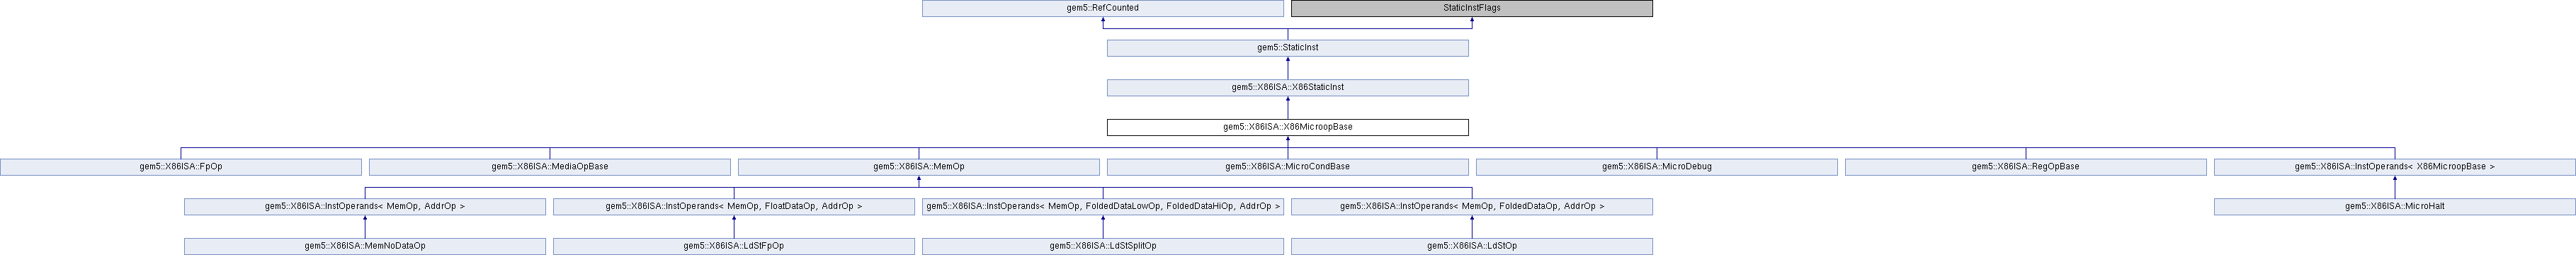 gem5::RefCounted
StaticInstFlags
gem5::StaticInst
gem5::X86ISA::X86StaticInst
gem5::X86ISA::X86MicroopBase
gem5::X86ISA::FpOp
gem5::X86ISA::MediaOpBase
gem5::X86ISA::MemOp
gem5::X86ISA::MicroCondBase
gem5::X86ISA::MicroDebug
gem5::X86ISA::RegOpBase
gem5::X86ISA::InstOperands< X86MicroopBase >
gem5::X86ISA::InstOperands< MemOp, AddrOp >
gem5::X86ISA::InstOperands< MemOp, FloatDataOp, AddrOp >
gem5::X86ISA::InstOperands< MemOp, FoldedDataLowOp, FoldedDataHiOp, AddrOp >
gem5::X86ISA::InstOperands< MemOp, FoldedDataOp, AddrOp >
gem5::X86ISA::MicroHalt
gem5::X86ISA::MemNoDataOp
gem5::X86ISA::LdStFpOp
gem5::X86ISA::LdStSplitOp
gem5::X86ISA::LdStOp